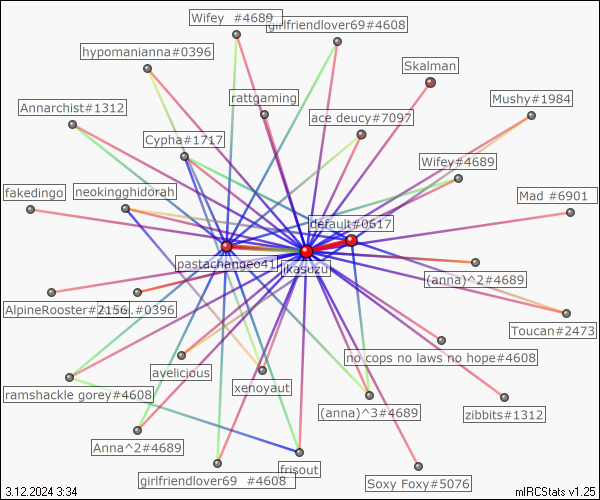 Wifey  #4689
girlfriendlover69#4608
hypomanianna#0396
Skalman
rattgaming
Mushy#1984
Annarchist#1312
ace deucy#7097
Cypha#1717
Wifey#4689
fakedingo
neokingghidorah
Mad #6901
default#0617
pastachangeo41
ikasuzu
(anna)^2#4689
AlpineRooster#2156
...#0396
Toucan#2473
no cops no laws no hope#4608
avelicious
xenoyaut
ramshackle gorey#4608
(anna)^3#4689
zibbits#1312
Anna^2#4689
frisout
girlfriendlover69  #4608
Soxy Foxy#5076
3.12.2024 3:34
mIRCStats v1.25